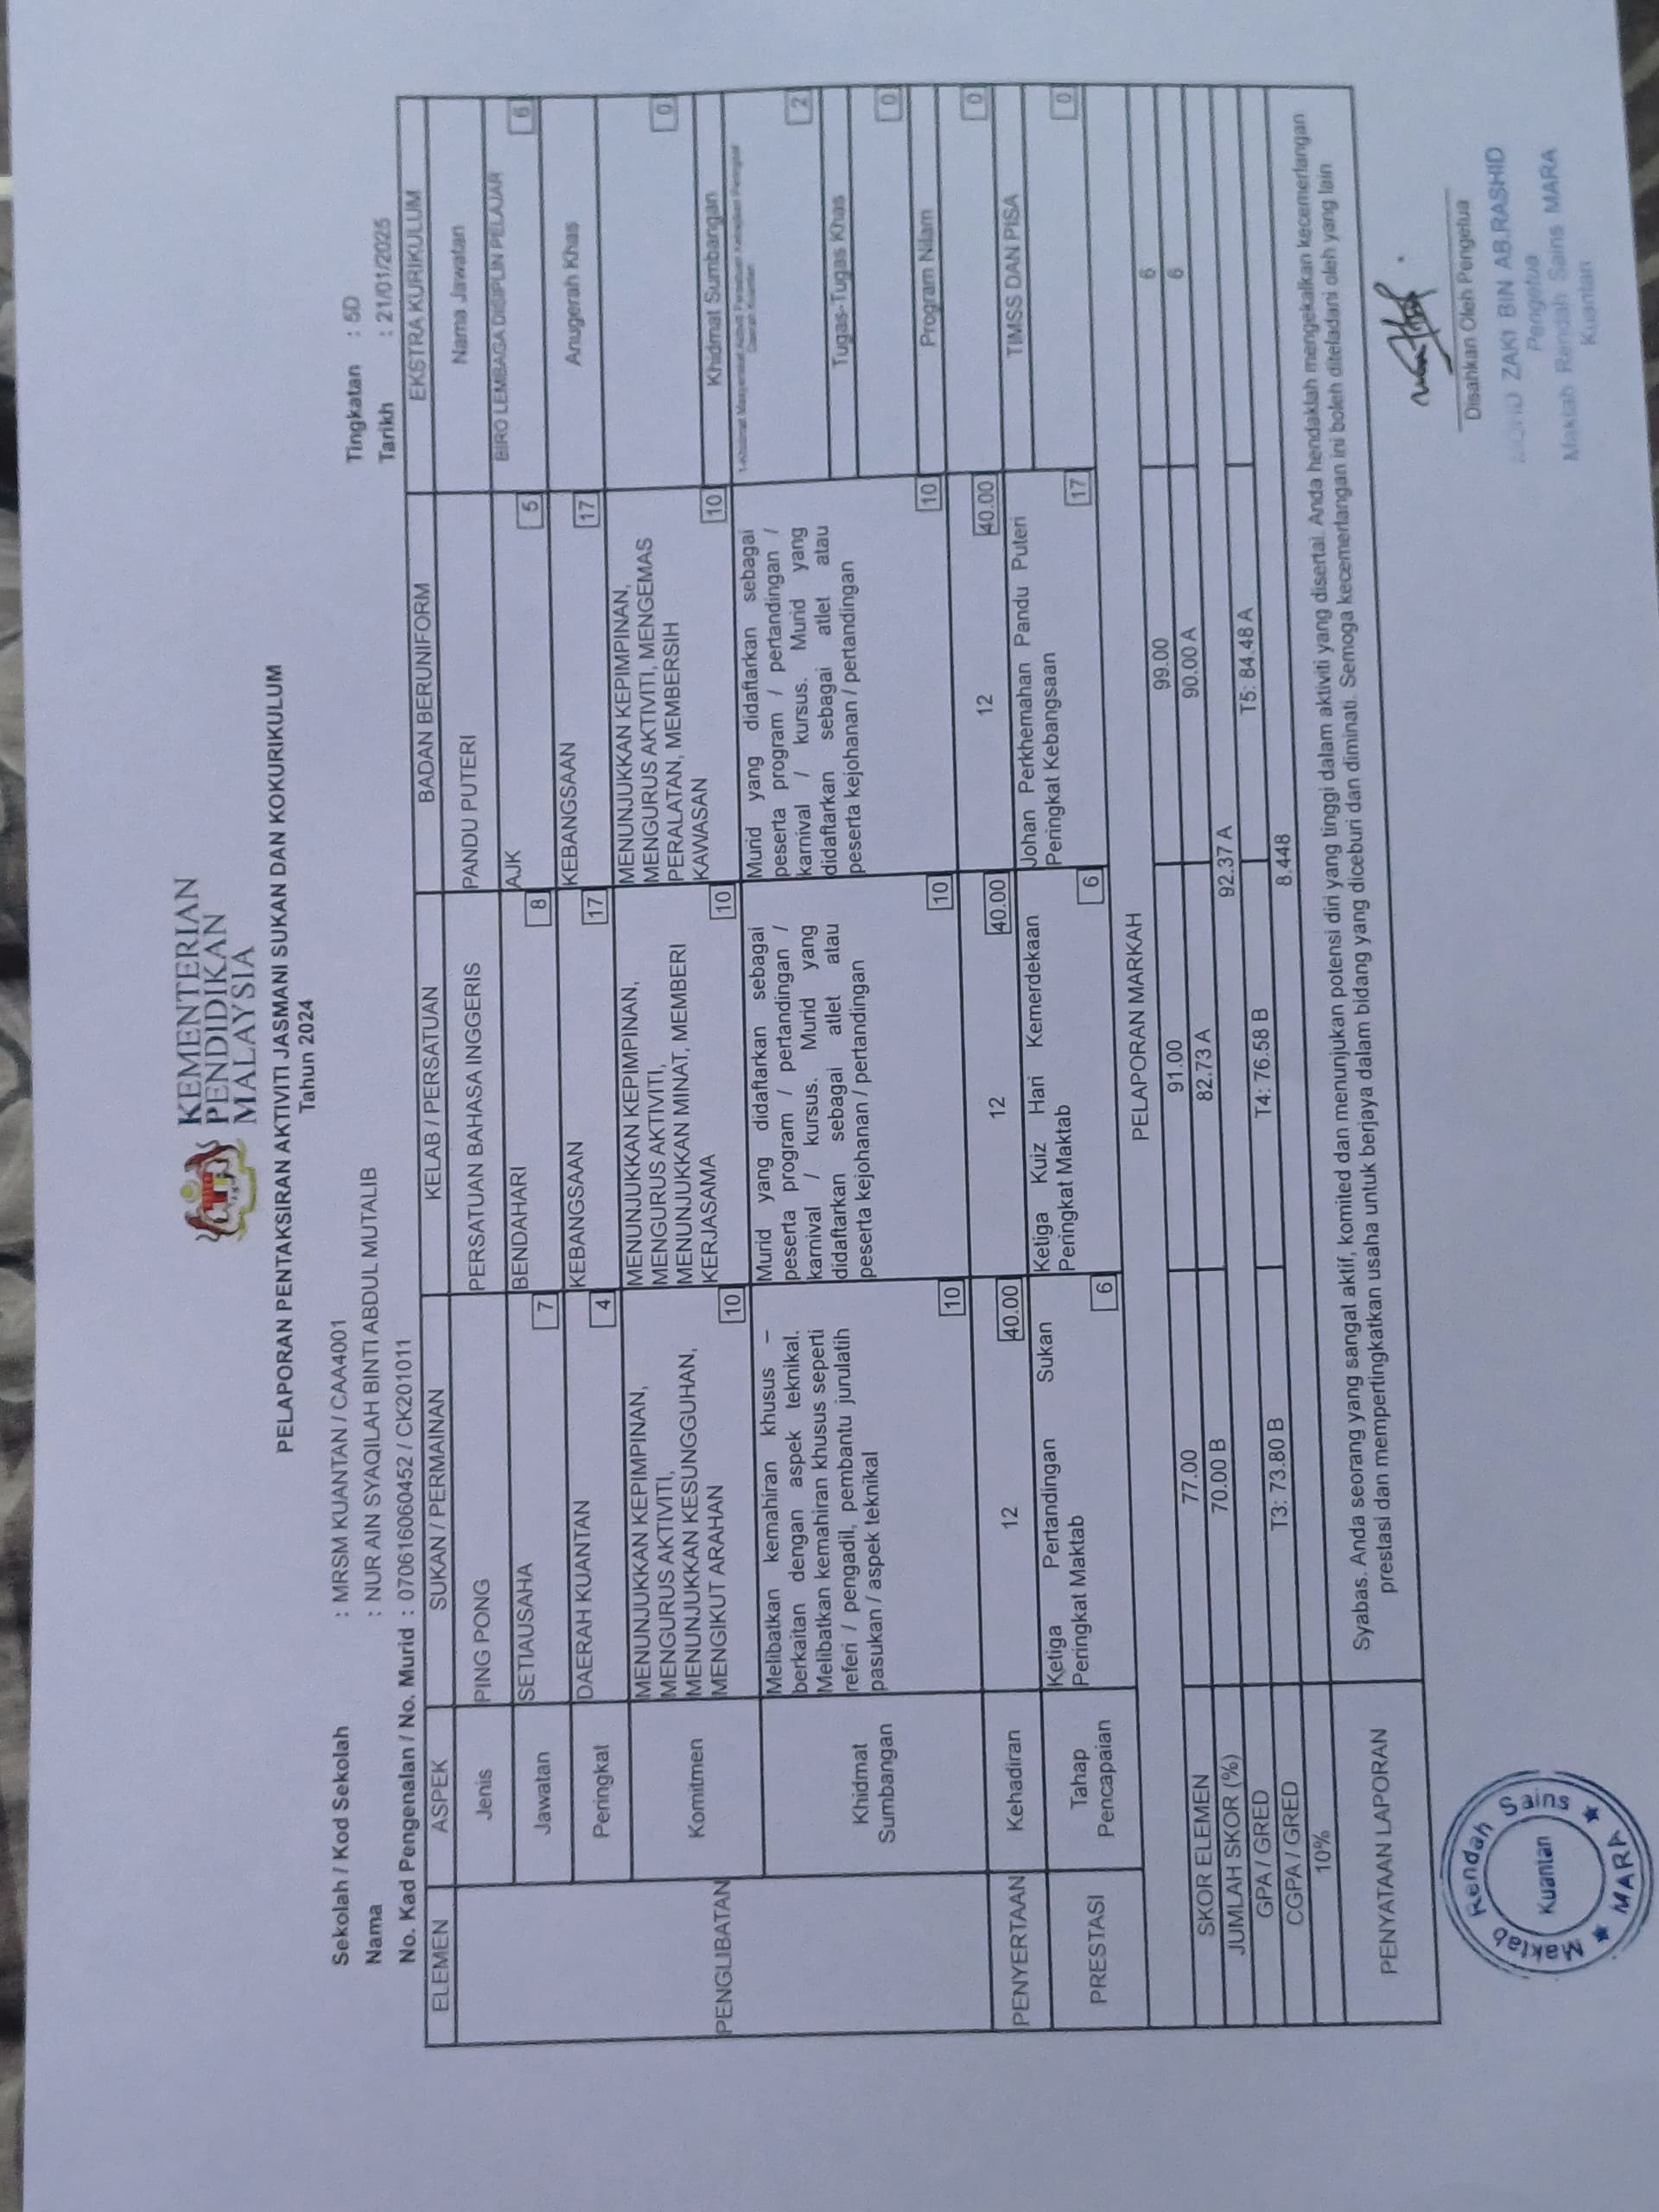 KEMENTERIAN
PENDIDIKAN
MALAYSIA
PELAPORAN PENTAKSIRAN AKTIVITI JASMANI SUKAN DAN KOKURIKULUM
Tahun 2024
Sekolah / Kod Sekolah : MRSM KUANTAN / CAA4001
Nama : NUR AIN SYAQILAH BINTI ABDUL MUTALIB
No. Kad Pengenalan / No. Murid : 070616060452 / CK201011
Tingkatan : 5D
Tarikh : 21/01/2025
ELEMEN
ASPEK
SUKAN / PERMAINAN
KELAB / PERSATUAN
BADAN BERUNIFORM
EKSTRA KURIKULUM
PENGLIBATAN
Jenis
PING PONG
PERSATUAN BAHASA INGGERIS
PANDU PUTERI
Nama Jawatan
Jawatan
SETIAUSAHA
7
BENDAHARI
8
AJK
5
BIRO LEMBAGA DISIPLIN PELAJAR
6
Peringkat
DAERAH KUANTAN
4
KEBANGSAAN
17
KEBANGSAAN
17
Anugerah Khas
0
Komitmen
MENUNJUKKAN KEPIMPINAN,
MENGURUS AKTIVITI,
MENUNJUKKAN KESUNGGUHAN,
MENGIKUT ARAHAN
10
MENUNJUKKAN KEPIMPINAN,
MENGURUS AKTIVITI,
MENUNJUKKAN MINAT, MEMBERI
KERJASAMA
10
MENUNJUKKAN KEPIMPINAN,
MENGURUS AKTIVITI, MENGEMAS
PERALATAN, MEMBERSIH
KAWASAN
10
Khidmat Sumbangan
2
Khidmat
Sumbangan
Melibatkan kemahiran khusus –
berkaitan dengan aspek teknikal.
Melibatkan kemahiran khusus seperti
referi / pengadil, pembantu jurulatih
pasukan / aspek teknikal
10
Murid yang didaftarkan sebagai
peserta program / pertandingan /
karnival / kursus. Murid yang
didaftarkan sebagai atlet atau
peserta kejohanan / pertandingan
10
Murid yang didaftarkan sebagai
peserta program / pertandingan /
karnival / kursus. Murid yang
didaftarkan sebagai atlet atau
peserta kejohanan / pertandingan
10
Tugas-Tugas Khas
0
Program Nilam
0
PENYERTAAN
Kehadiran
12
40.00
12
40.00
12
40.00
TIMSS DAN PISA
0
PRESTASI
Tahap
Pencapaian
Ketiga Pertandingan Sukan
Peringkat Maktab
6
Ketiga Kuiz Hari Kemerdekaan
Peringkat Maktab
6
Johan Perkhemahan Pandu Puteri
Peringkat Kebangsaan
17
PELAPORAN MARKAH
SKOR ELEMEN
77.00
91.00
99.00
6
JUMLAH SKOR (%)
70.00 B
82.73 A
90.00 A
6
GPA / GRED
92.37 A
CGPA / GRED
T3: 73.80 B
T4: 76.58 B
T5: 84.48 A
10%
8.448
PENYATAAN LAPORAN
Syabas. Anda seorang yang sangat aktif, komited dan menunjukan potensi diri yang tinggi dalam aktiviti yang disertai. Anda hendaklah mengekalkan kecemerlangan
prestasi dan mempertingkatkan usaha untuk berjaya dalam bidang yang diceburi dan diminati. Semoga kecemerlangan ini boleh diteladani oleh yang lain
Disahkan Oleh Pengetua
ZAKI BIN AB.RASHID
Pengetua
Maktab Rendah Sains MARA
Kuantan
Maktab Rendah Sains
Kuantan
★ MARA ★